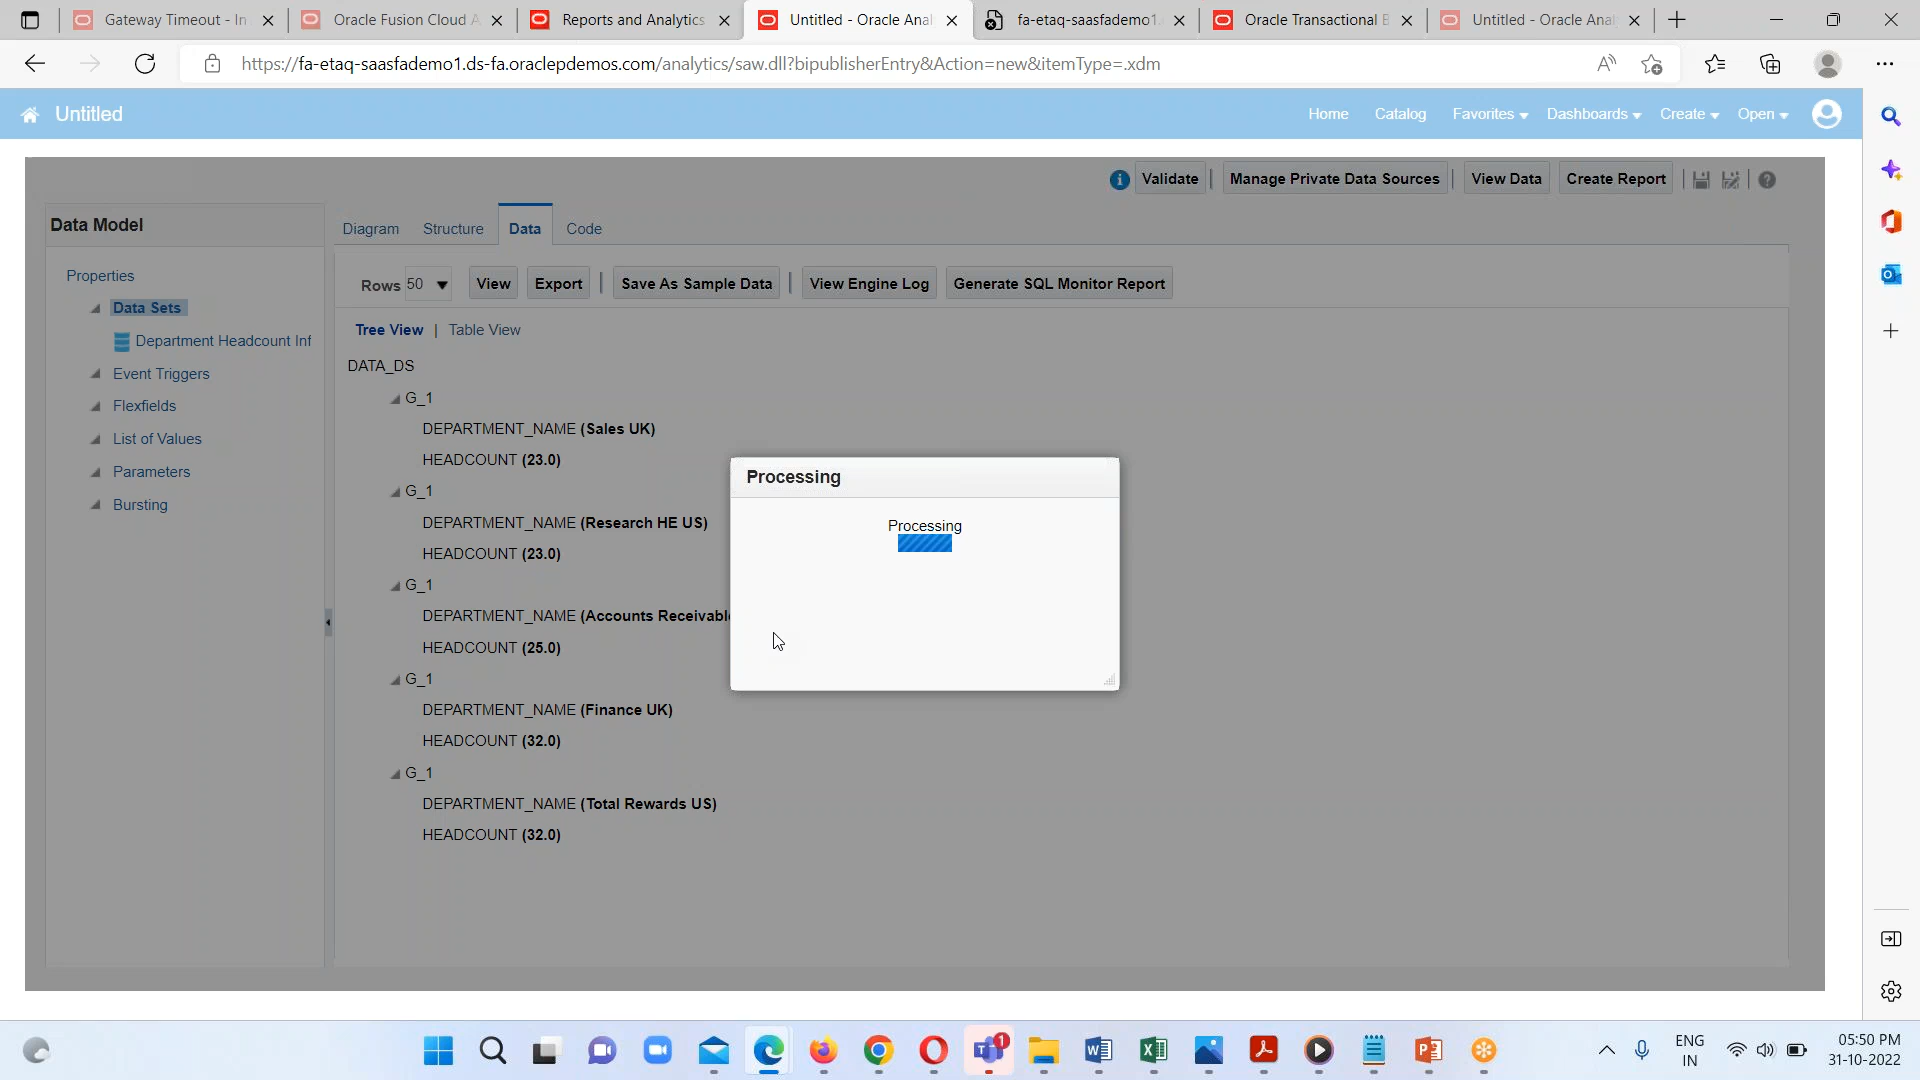 Gateway Timeout - In
Oracle Fusion Cloud A
Reports and Analytics
Untitled - Oracle Anal
fa-etaq-saasfademo1.
Oracle Transactional B
Untitled - Oracle Anal
https://fa-etaq-saasfademo1.ds-fa.oraclepdemos.com/analytics/saw.dll?bipublisherEntry&Action=new&itemType=.xdm
Untitled
Home Catalog Favorites Dashboards Create Open
Validate Manage Private Data Sources View Data Create Report
Data Model
Diagram Structure Data Code
Properties
Data Sets
Department Headcount Inf
Event Triggers
Flexfields
List of Values
Parameters
Bursting
Rows 50 View Export Save As Sample Data View Engine Log Generate SQL Monitor Report
Tree View | Table View
DATA_DS
G_1
DEPARTMENT_NAME (Sales UK)
HEADCOUNT (23.0)
G_1
DEPARTMENT_NAME (Research HE US)
HEADCOUNT (23.0)
G_1
DEPARTMENT_NAME (Accounts Receivabl
HEADCOUNT (25.0)
G_1
DEPARTMENT_NAME (Finance UK)
HEADCOUNT (32.0)
G_1
DEPARTMENT_NAME (Total Rewards US)
HEADCOUNT (32.0)
Processing
Processing
1
ENG
IN
05:50 PM
31-10-2022